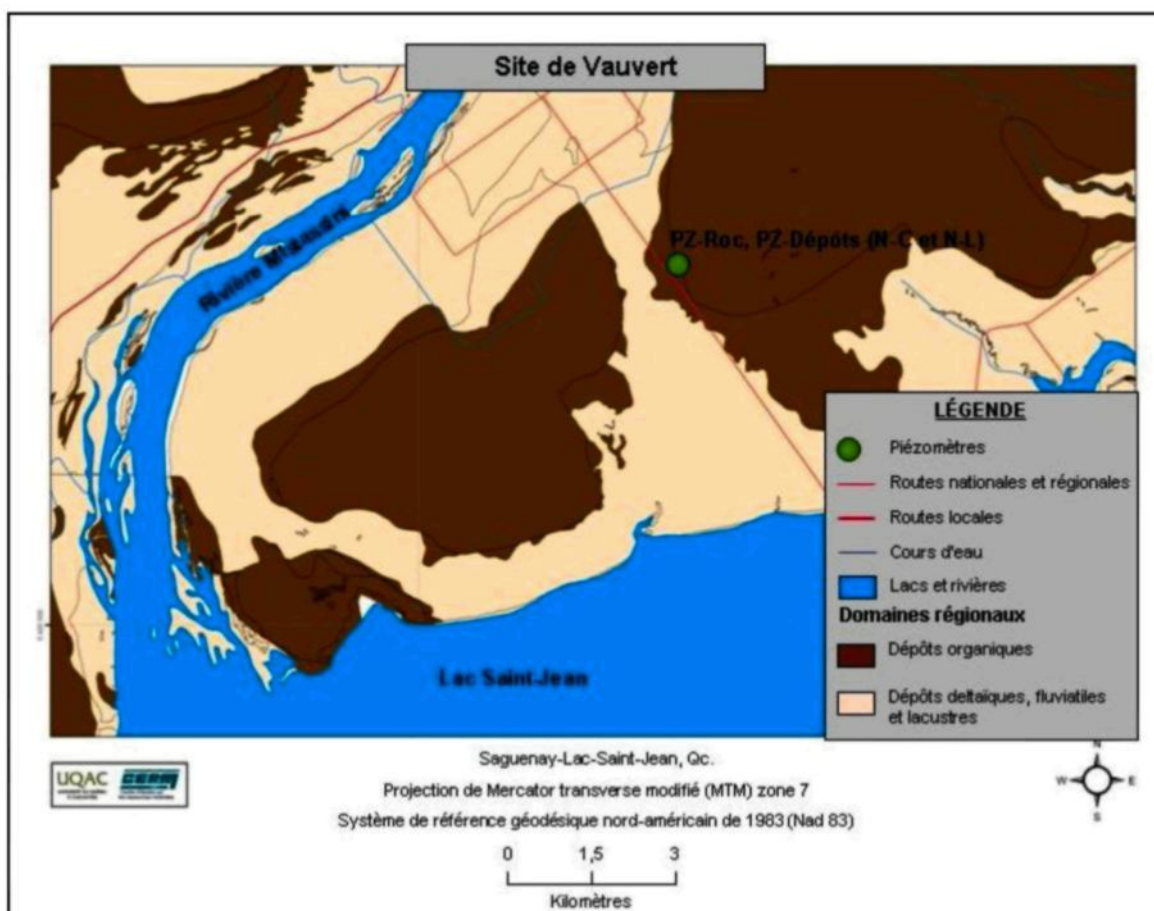 Site de Vauvert
PZ-Roc, PZ-Dépôts (N-C et N-L)
Rivière
Lac Saint-Jean
LÉGENDE
Piézomètres
Routes nationales et régionales
Routes locales
Cours d'eau
Lacs et rivières
Domaines régionaux
Dépôts organiques
Dépôts deltaïques, fluviatiles
et lacustres
UQAC
Saguenay-Lac-Saint-Jean, Qc.
Projection de Mercator transverse modifié (MTM) zone 7
Système de référence géodésique nord-américain de 1983 (Nad 83)
N
W
E
S
0 1,5 3
Kilomètres